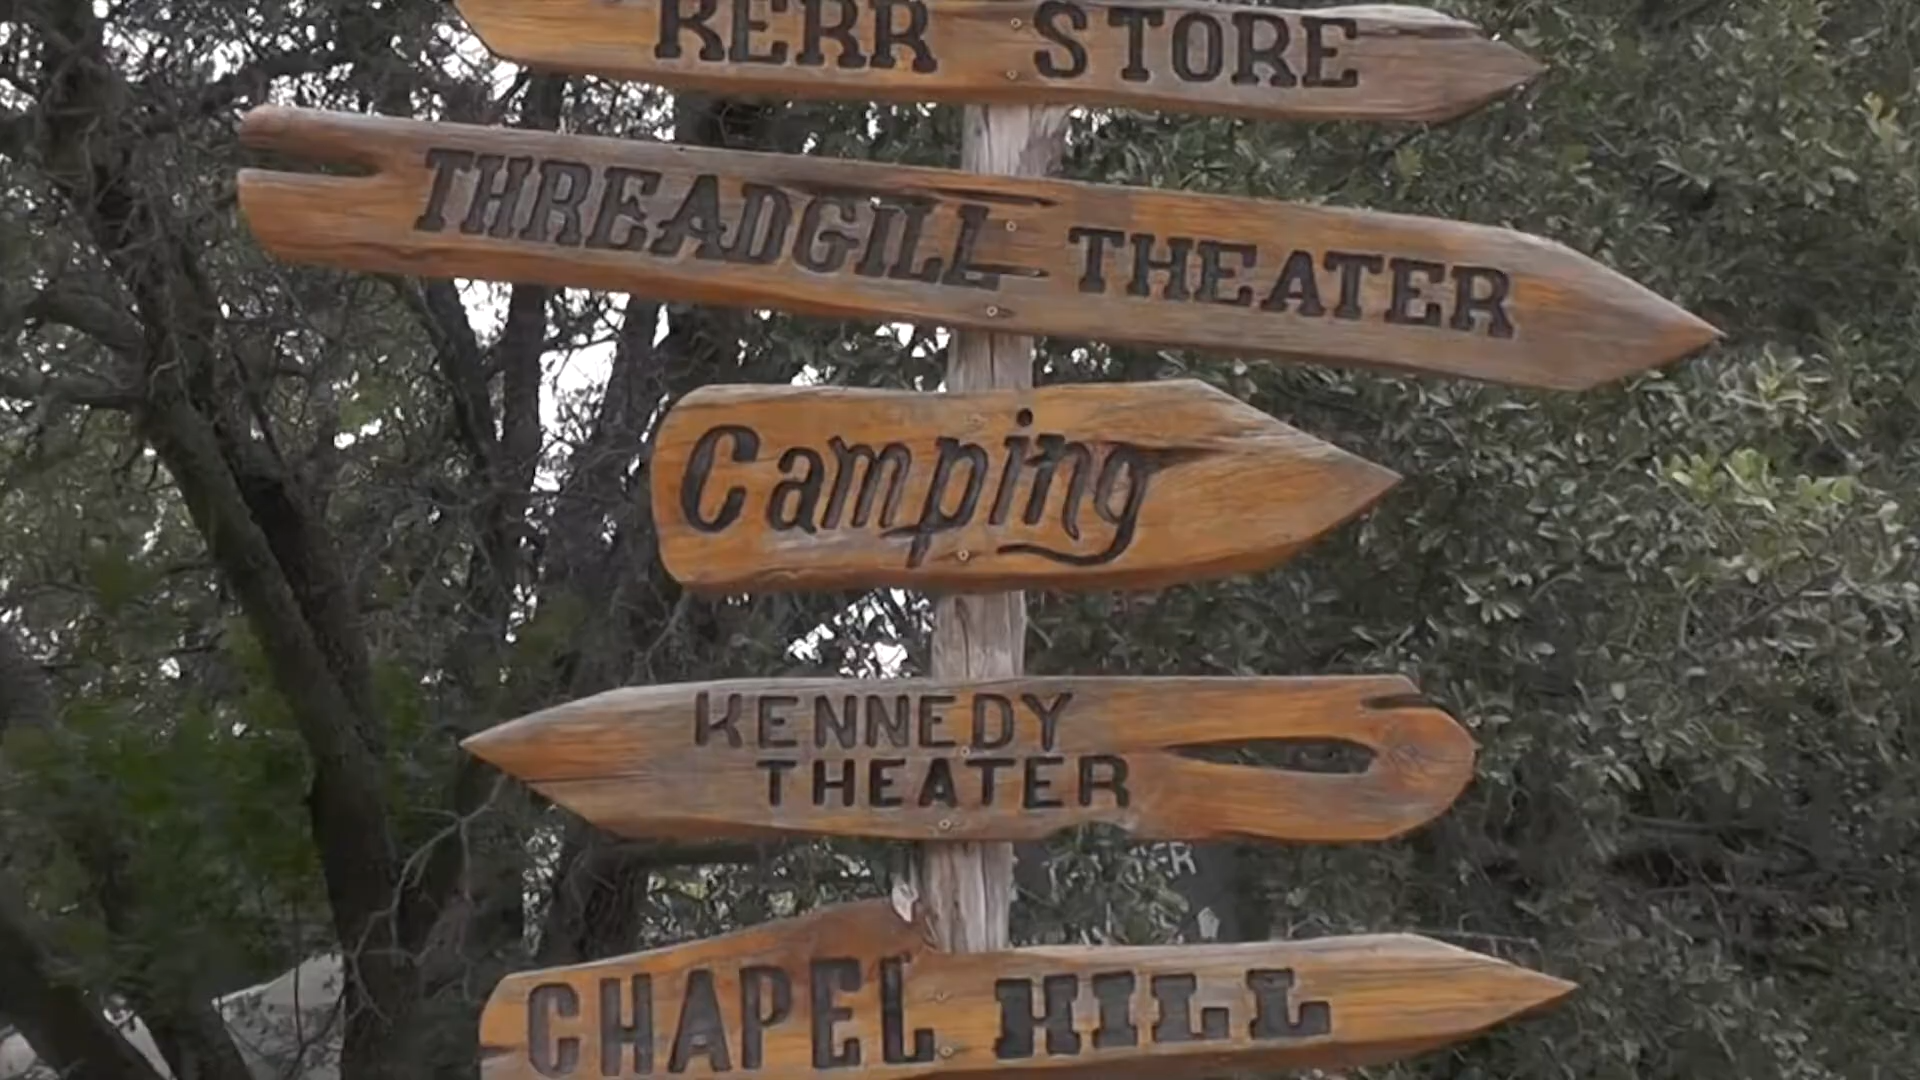 KERR STORE
THREADGILL THEATER
Camping
KENNEDY
THEATER
CHAPEL HILL